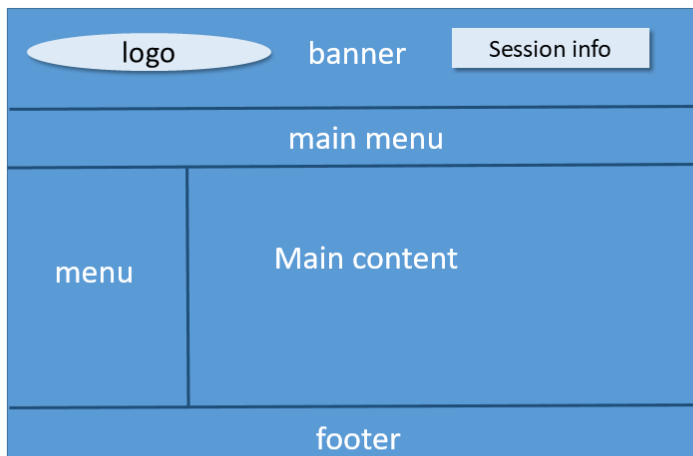 logo
banner
Session info
main menu
menu
Main content
footer